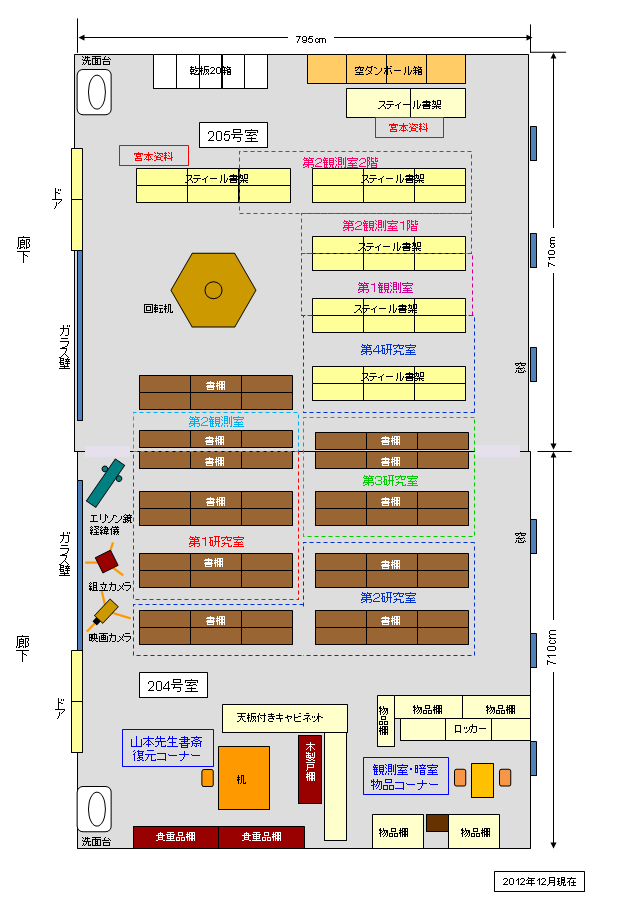 795cm
洗面台
乾板20箱
空ダンボール箱
スティール書架
宮本資料
205号室
宮本資料
第2観測室2階
スティール書架
スティール書架
ドア
第2観測室1階
廊下
スティール書架
710cm
第1観測室
回転机
スティール書架
ガラス壁
第4研究室
窓
スティール書架
書棚
第2観測室
書棚
書棚
書棚
書棚
第3研究室
エリソン鏡
経緯儀
書棚
書棚
ガラス壁
窓
第1研究室
書棚
書棚
組立カメラ
第2研究室
書棚
書棚
映画カメラ
廊下
710cm
204号室
ドア
天板付きキャビネット
物品棚
物品棚
物品棚
ロッカー
山本先生書斎
復元コーナー
木製戸棚
机
観測室・暗室
物品コーナー
貴重品棚
貴重品棚
物品棚
物品棚
洗面台
2012年12月現在